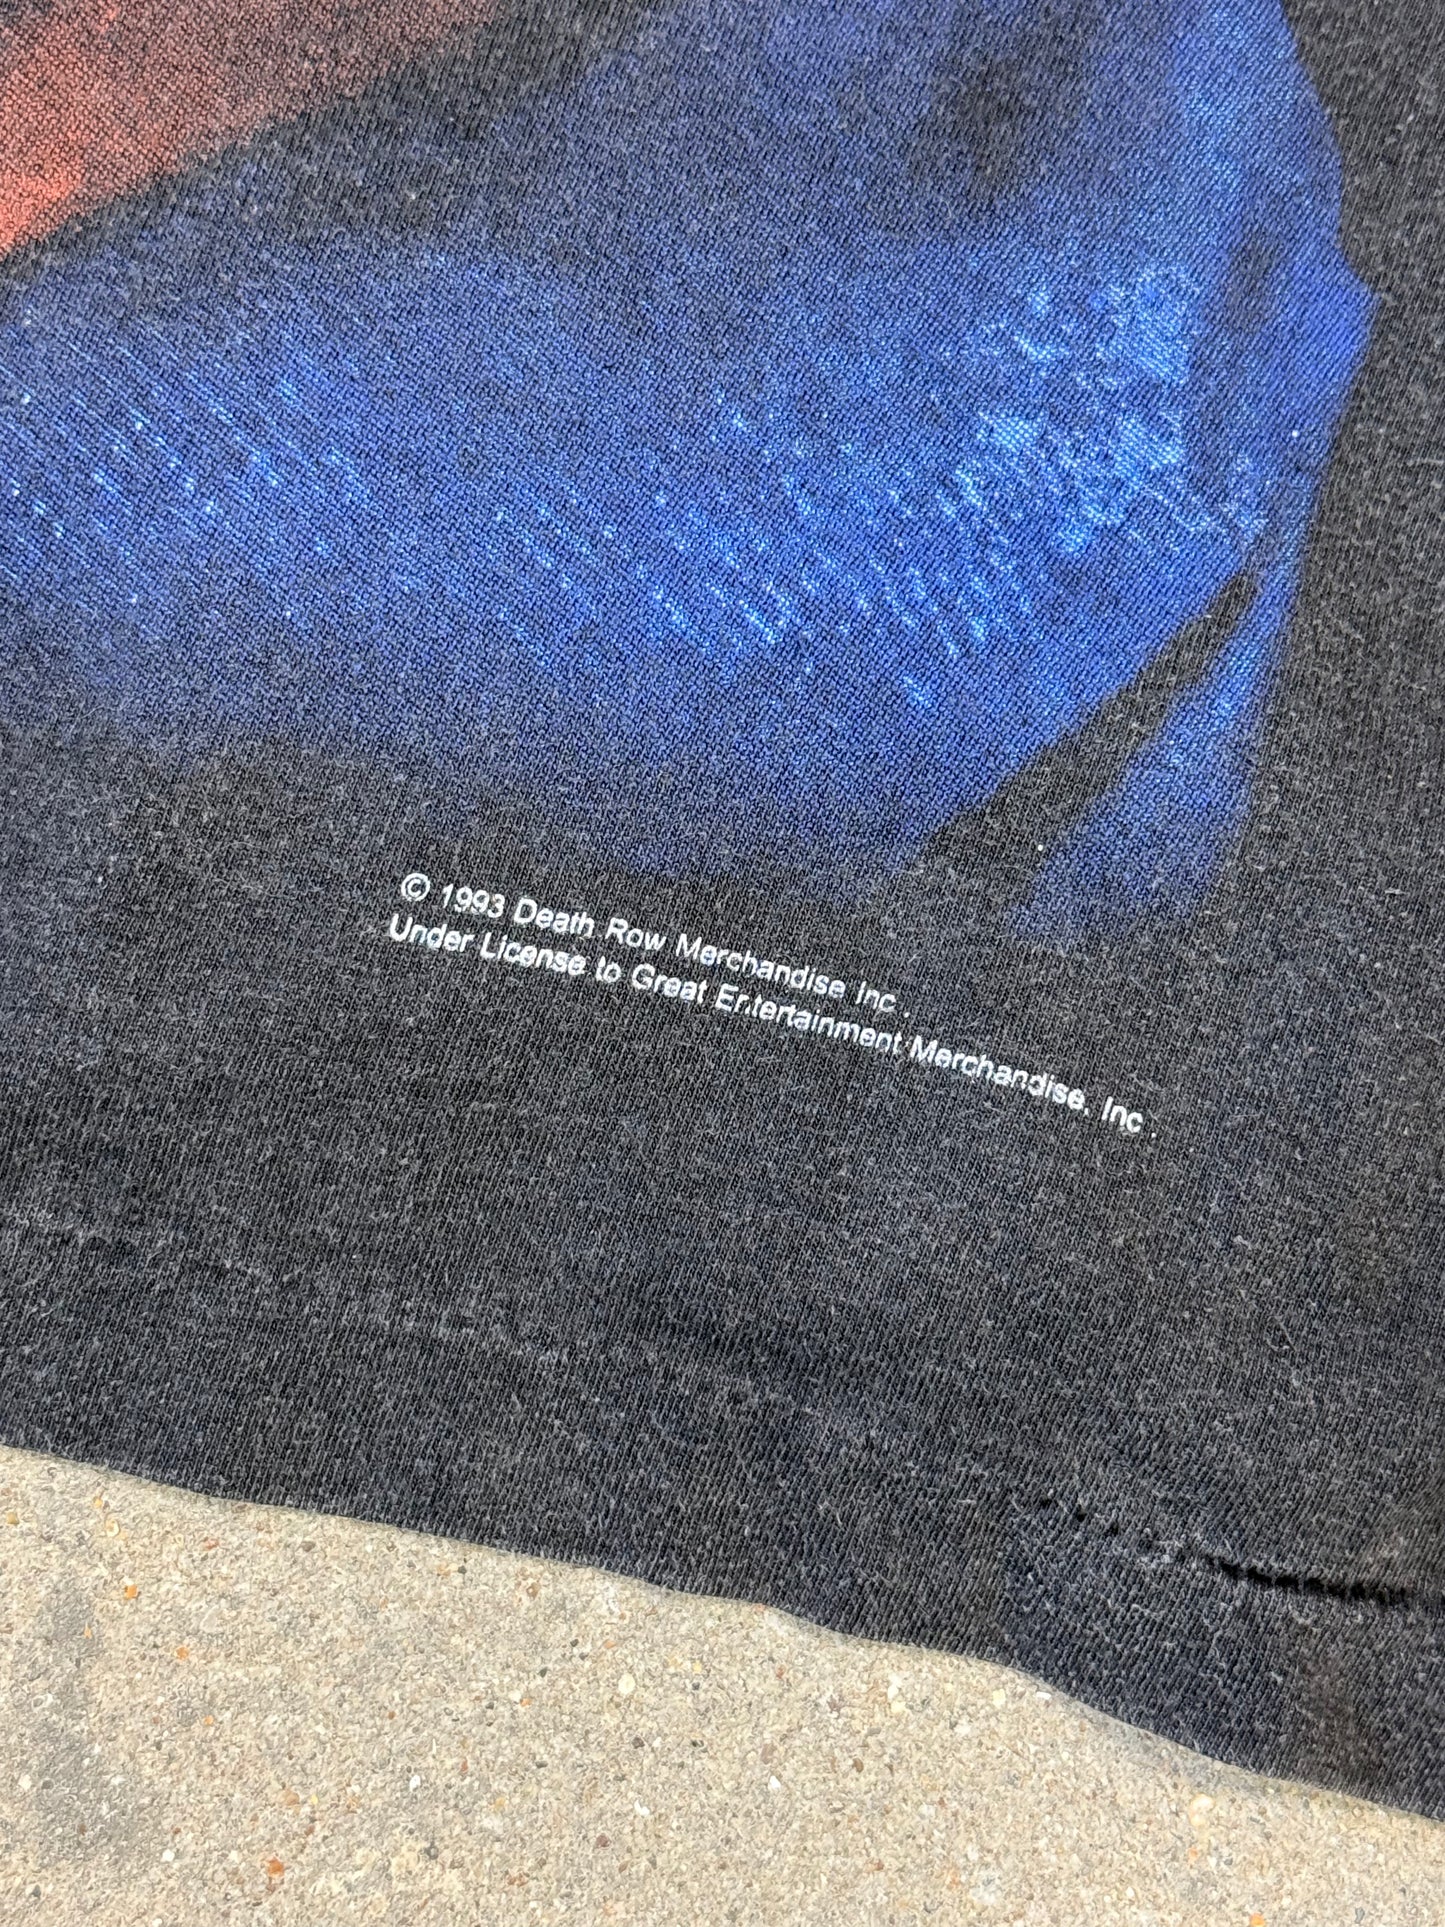 © 1993 Death Row Merchandise Inc.
Under License to Great Entertainment Merchandise, Inc.